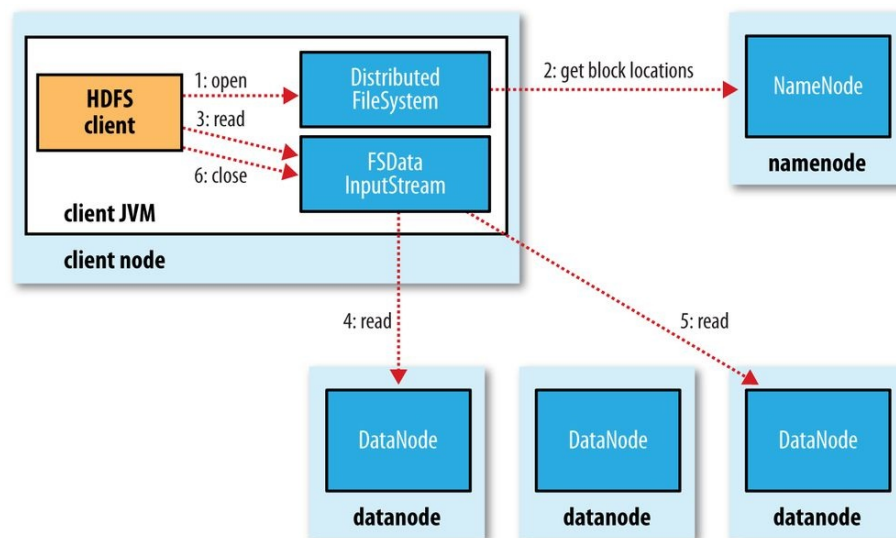 1: open
Distributed
FileSystem
2: get block locations
NameNode
HDFS
client
3: read
FSData
InputStream
6: close
namenode
client JVM
client node
4: read
5: read
DataNode
DataNode
DataNode
datanode
datanode
datanode